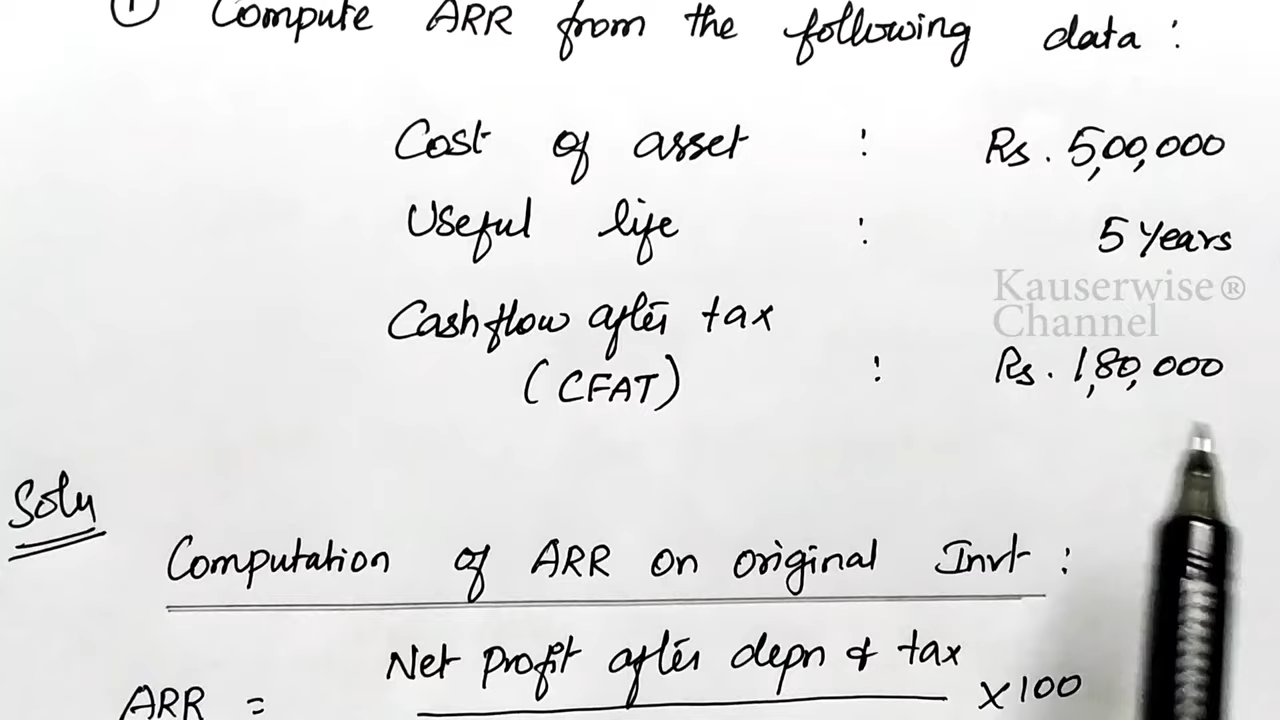 ① Compute ARR from the following data :
Cost of asset : Rs. 5,00,000
Useful life : 5 Years
Kauserwise®
Channel
Cashflow after tax
(CFAT) : Rs. 1,80,000
Soln
Computation of ARR on original Invt :
Net Profit after depn & tax
ARR = x 100